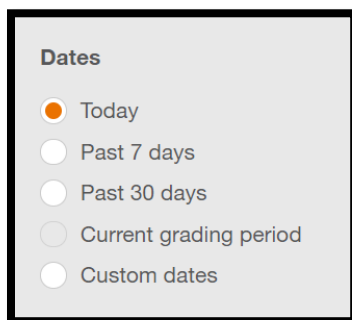 Dates
Today
Past 7 days
Past 30 days
Current grading period
Custom dates